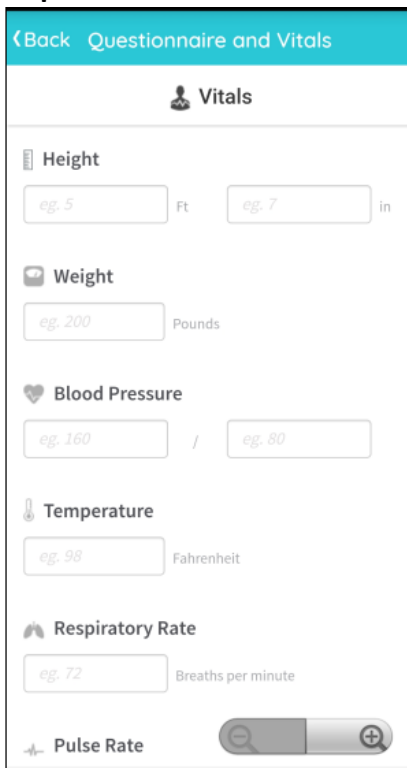 Back Questionnaire and Vitals
Vitals
Height
eg. 5 Ft eg. 7 in
Weight
eg. 200 Pounds
Blood Pressure
eg. 160 / eg. 80
Temperature
eg. 98 Fahrenheit
Respiratory Rate
eg. 72 Breaths per minute
Pulse Rate